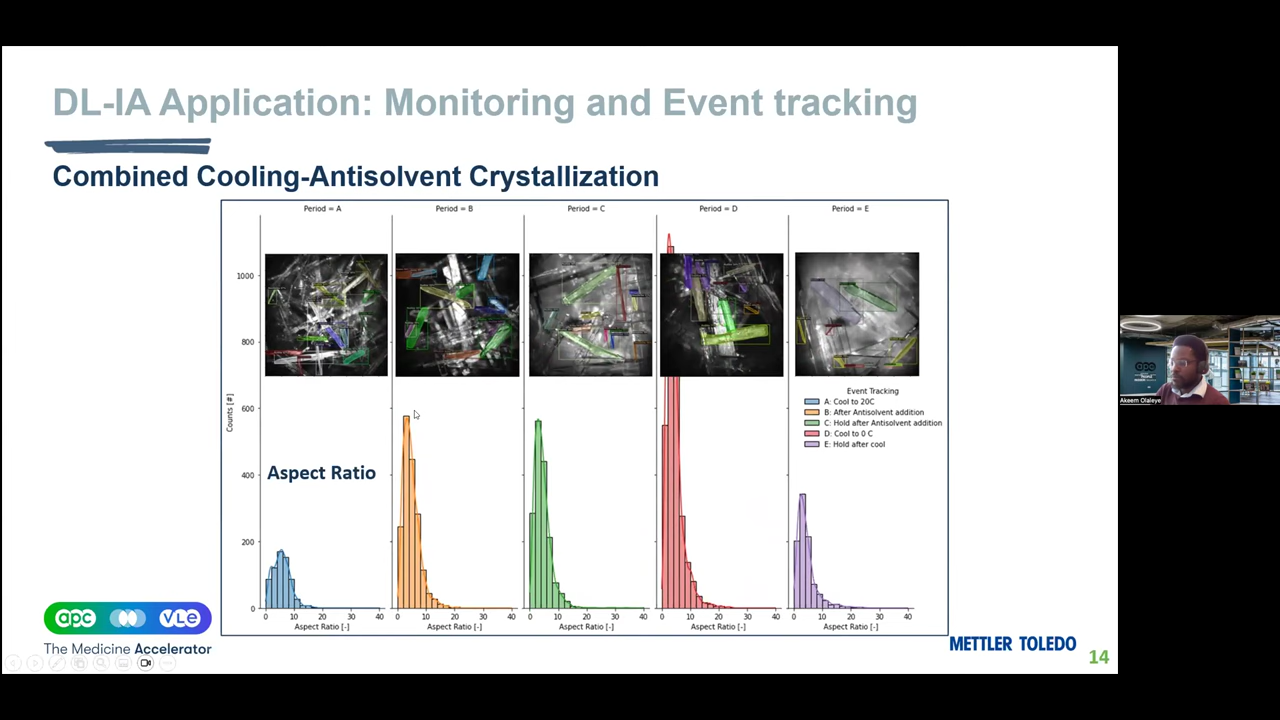 DL-IA Application: Monitoring and Event tracking
Combined Cooling-Antisolvent Crystallization
Period = A
Period = B
Period = C
Period = D
Period = E
1000
800
600
400
200
0
Counts [#]
Aspect Ratio
Event Tracking
A: Cool to 20C
B: After Antisolvent addition
C: Hold after Antisolvent addition
D: Cool to 0 C
E: Hold after cool
0 10 20 30 40
0 10 20 30 40
0 10 20 30 40
0 10 20 30 40
0 10 20 30 40
Aspect Ratio [-]
Aspect Ratio [-]
Aspect Ratio [-]
Aspect Ratio [-]
Aspect Ratio [-]
apc VLE
The Medicine Accelerator
METTLER TOLEDO
14
apc
Akeem Olaleye